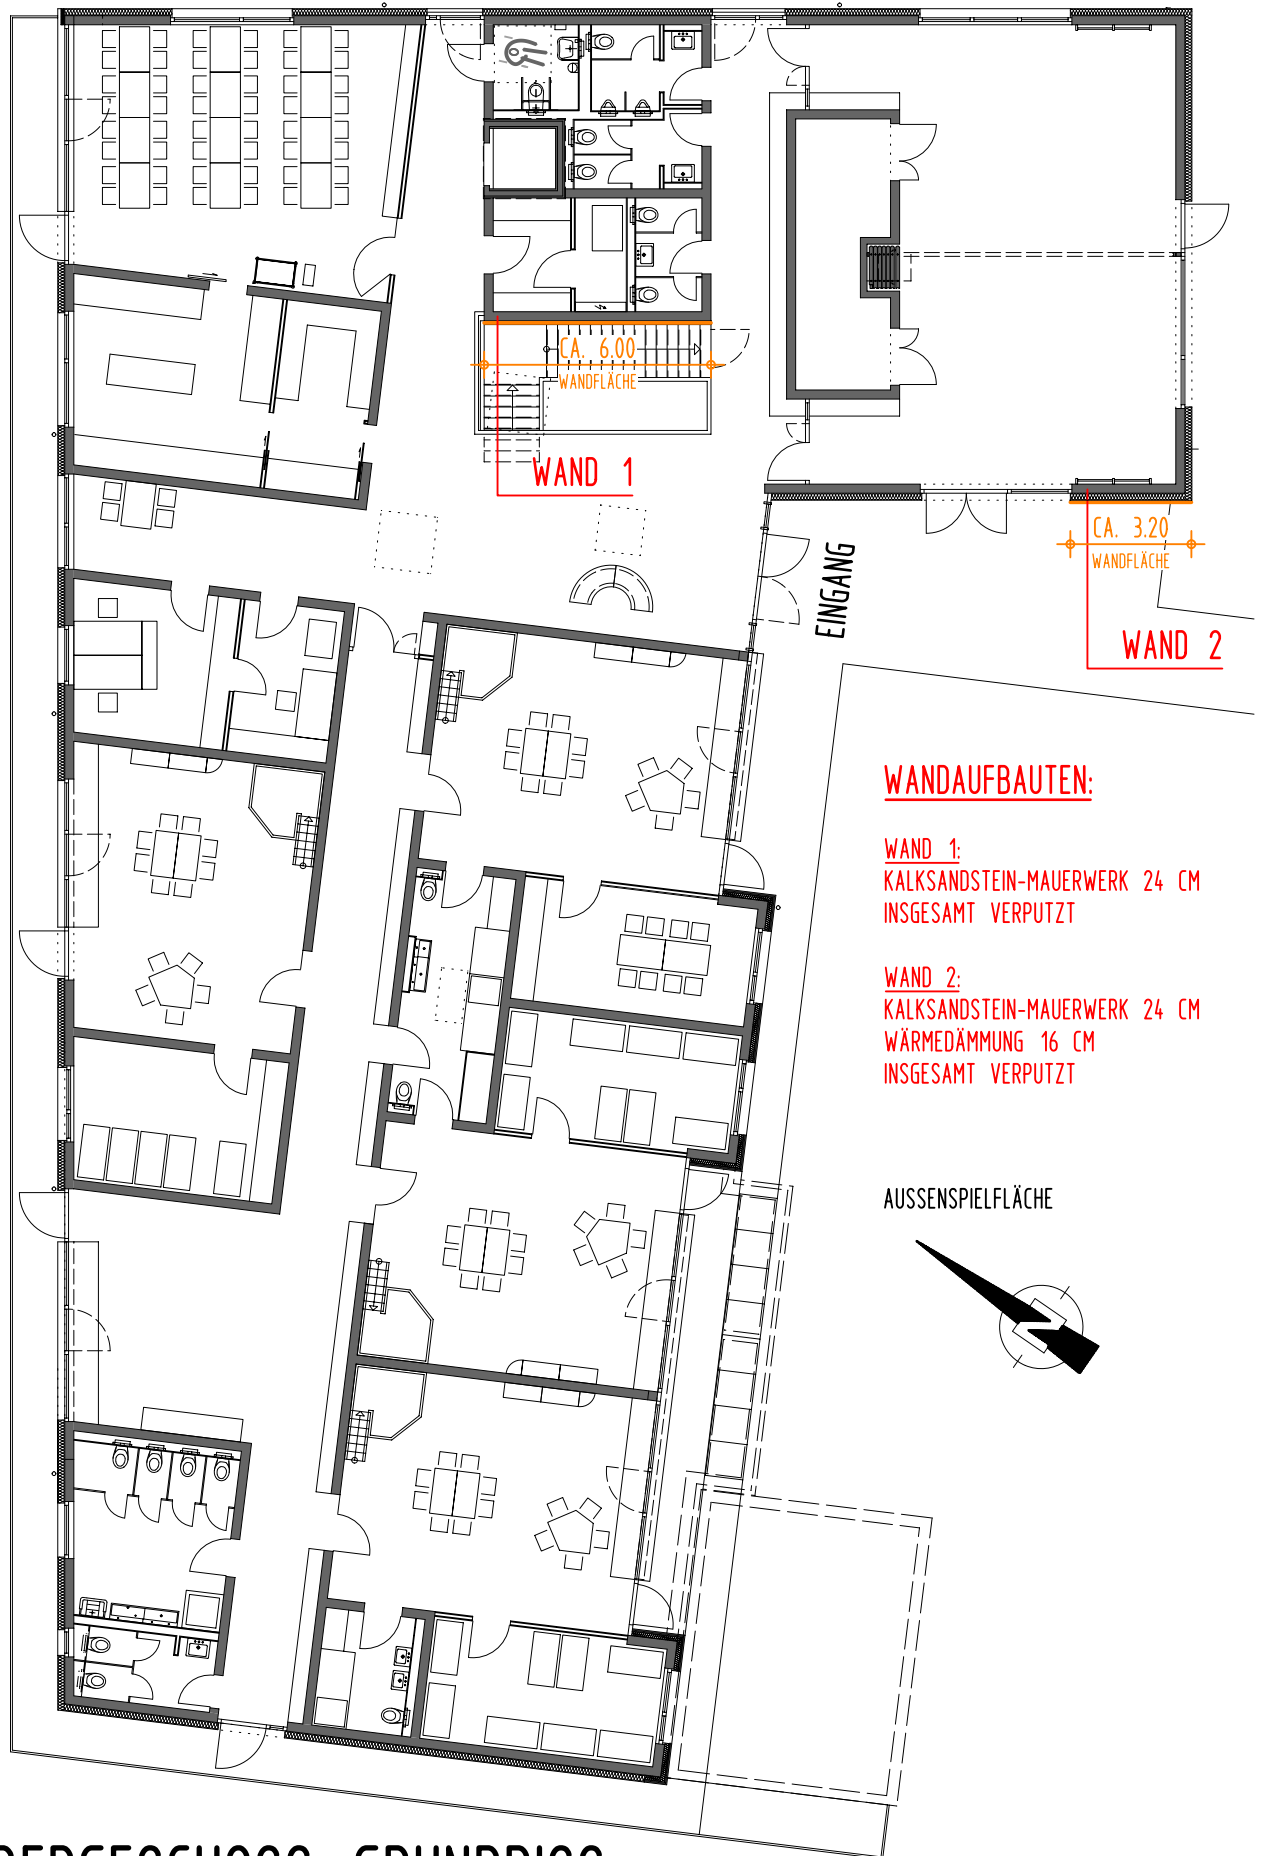 CA. 6.00
WANDFLÄCHE
WAND 1
CA. 3.20
WANDFLÄCHE
EINGANG
WAND 2
WANDAUFBAUTEN:
WAND 1:
KALKSANDSTEIN-MAUERWERK 24 CM
INSGESAMT VERPUTZT
WAND 2:
KALKSANDSTEIN-MAUERWERK 24 CM
WÄRMEDÄMMUNG 16 CM
INSGESAMT VERPUTZT
AUSSENSPIELFLÄCHE
N